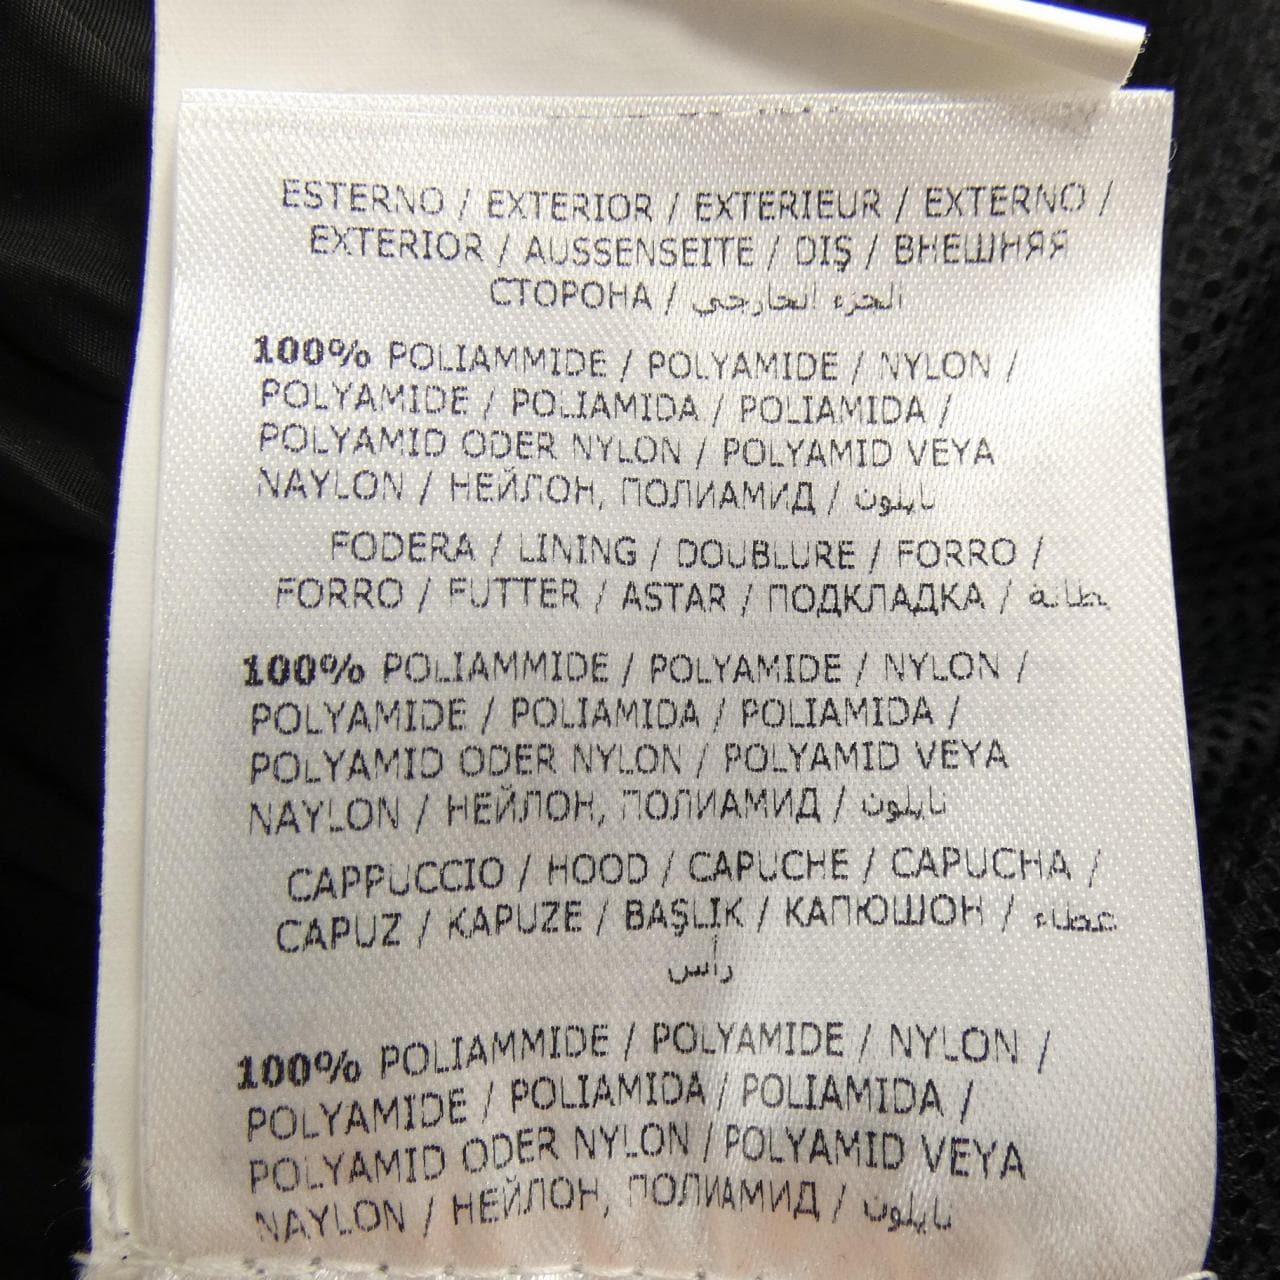 ESTERNO / EXTERIOR / EXTERIEUR / EXTERNO /
EXTERIOR / AUSSENSEITE / DIŞ / ВНЕШНЯЯ
СТОРОНА / الجزء الخارجي
100% POLIAMMIDE / POLYAMIDE / NYLON /
POLYAMIDE / POLIAMIDA / POLIAMIDA /
POLYAMID ODER NYLON / POLYAMID VEYA
NAYLON / НЕЙЛОН, ПОЛИАМИД / نايلون
FODERA / LINING / DOUBLURE / FORRO /
FORRO / FUTTER / ASTAR / ПОДКЛАДКА / بطانة
100% POLIAMMIDE / POLYAMIDE / NYLON /
POLYAMIDE / POLIAMIDA / POLIAMIDA /
POLYAMID ODER NYLON / POLYAMID VEYA
NAYLON / НЕЙЛОН, ПОЛИАМИД / نايلون
CAPPUCCIO / HOOD / CAPUCHE / CAPUCHA /
CAPUZ / KAPUZE / BAŞLIK / КАПЮШОН / غطاء
رأس
100% POLIAMMIDE / POLYAMIDE / NYLON /
POLYAMIDE / POLIAMIDA / POLIAMIDA /
POLYAMID ODER NYLON / POLYAMID VEYA
NAYLON / НЕЙЛОН, ПОЛИАМИД / نايلون